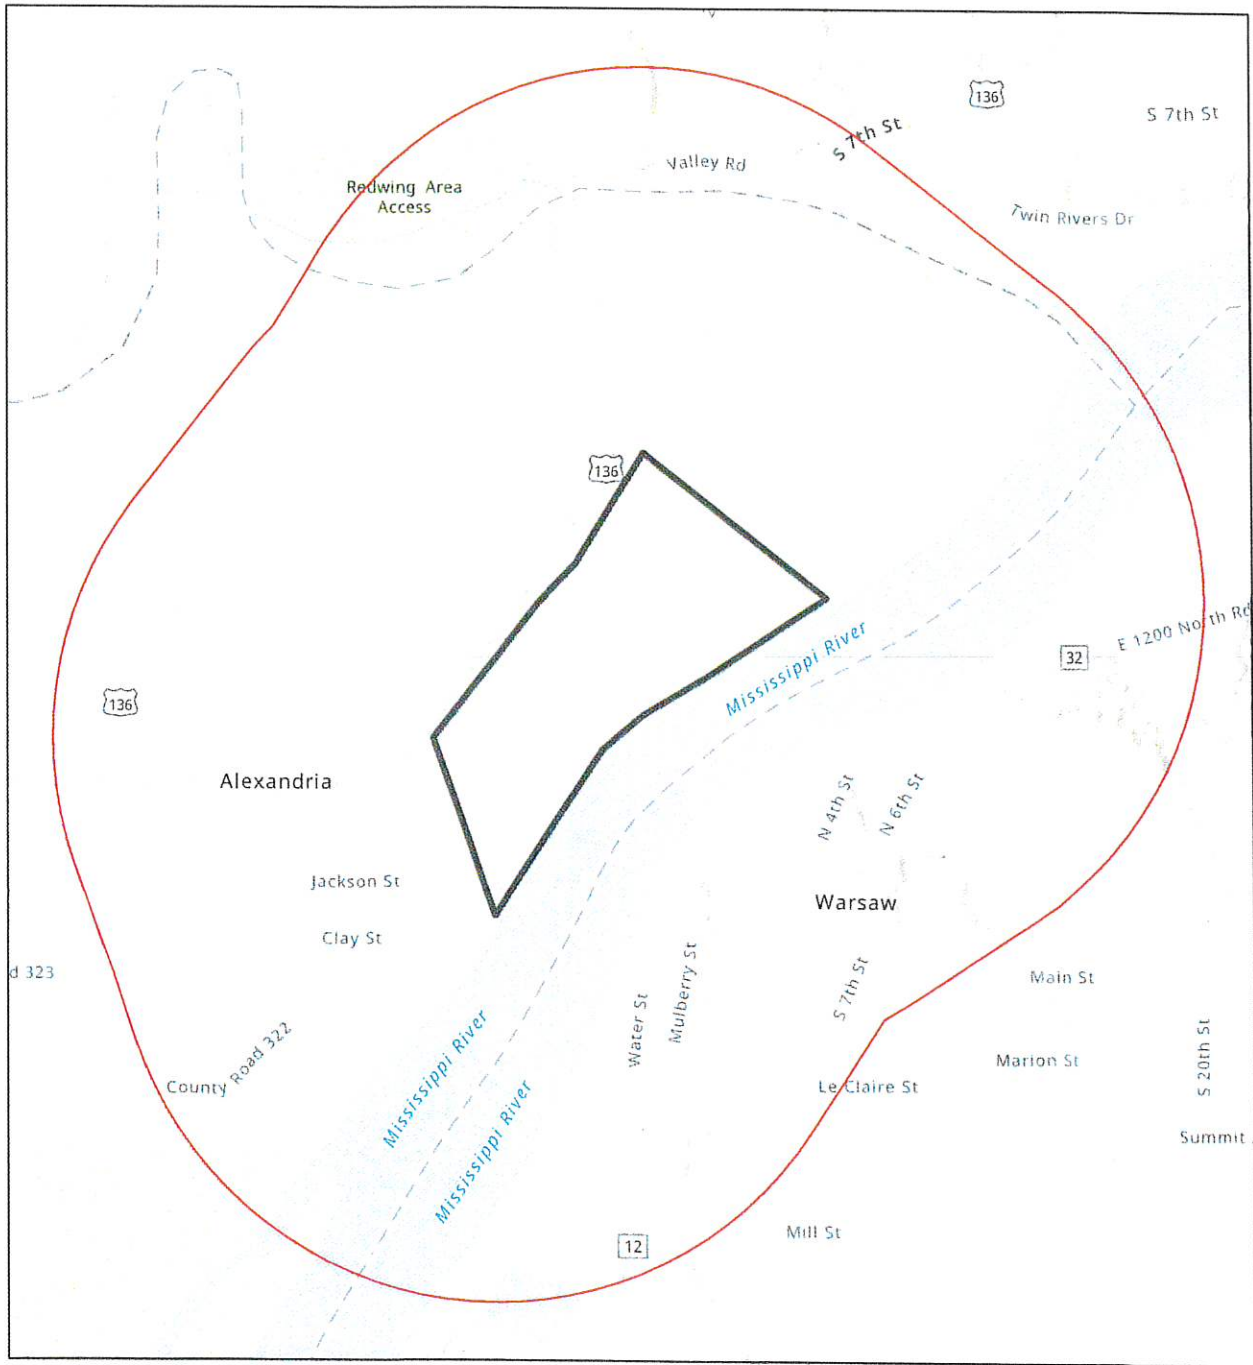 136
S 7th St
S 7th St
Valley Rd
Redwing Area
Access
Twin Rivers Dr
136
E 1200 North Rd
Mississippi River
32
136
Alexandria
N 4th St
N 6th St
Jackson St
Warsaw
Clay St
d 323
Main St
Mulberry St
S 7th St
Water St
County Road 322
Mississippi River
Marion St
S 20th St
Le Claire St
Mississippi River
Summit
Mill St
12